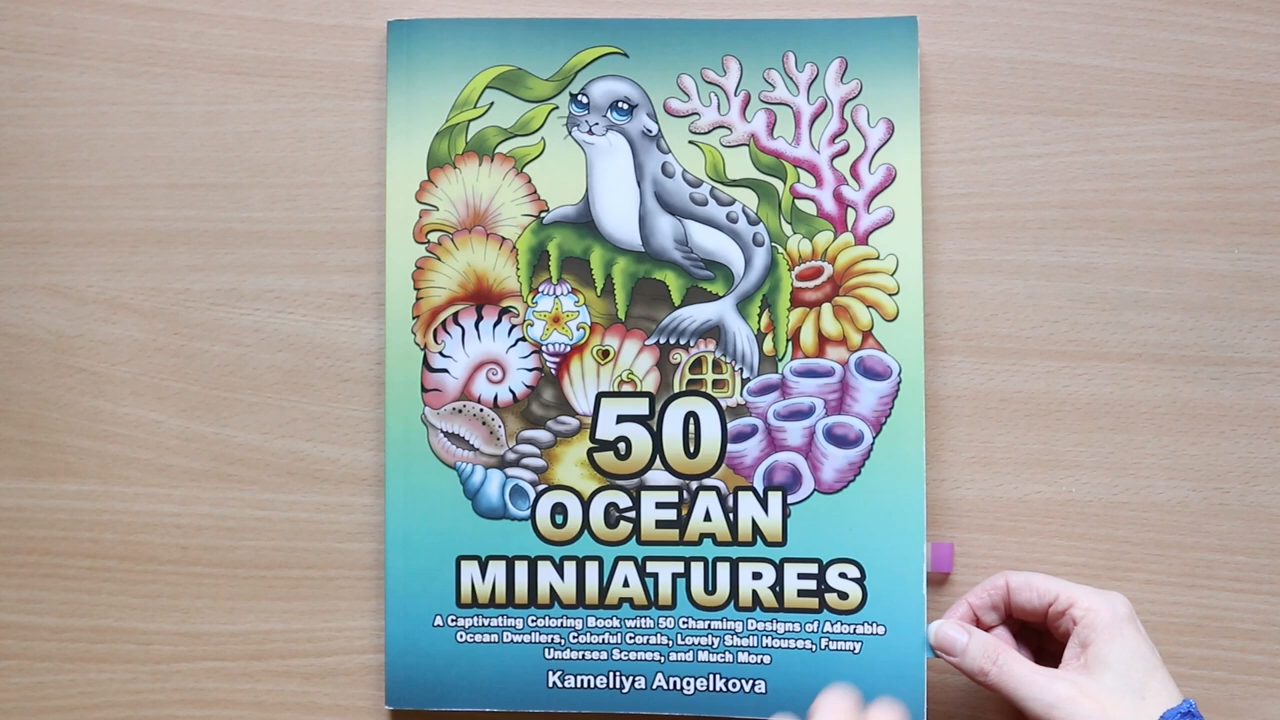 50
OCEAN
MINIATURES
A Captivating Coloring Book with 50 Charming Designs of Adorable
Ocean Dwellers, Colorful Corals, Lovely Shell Houses, Funny
Undersea Scenes, and Much More
Kameliya Angelkova